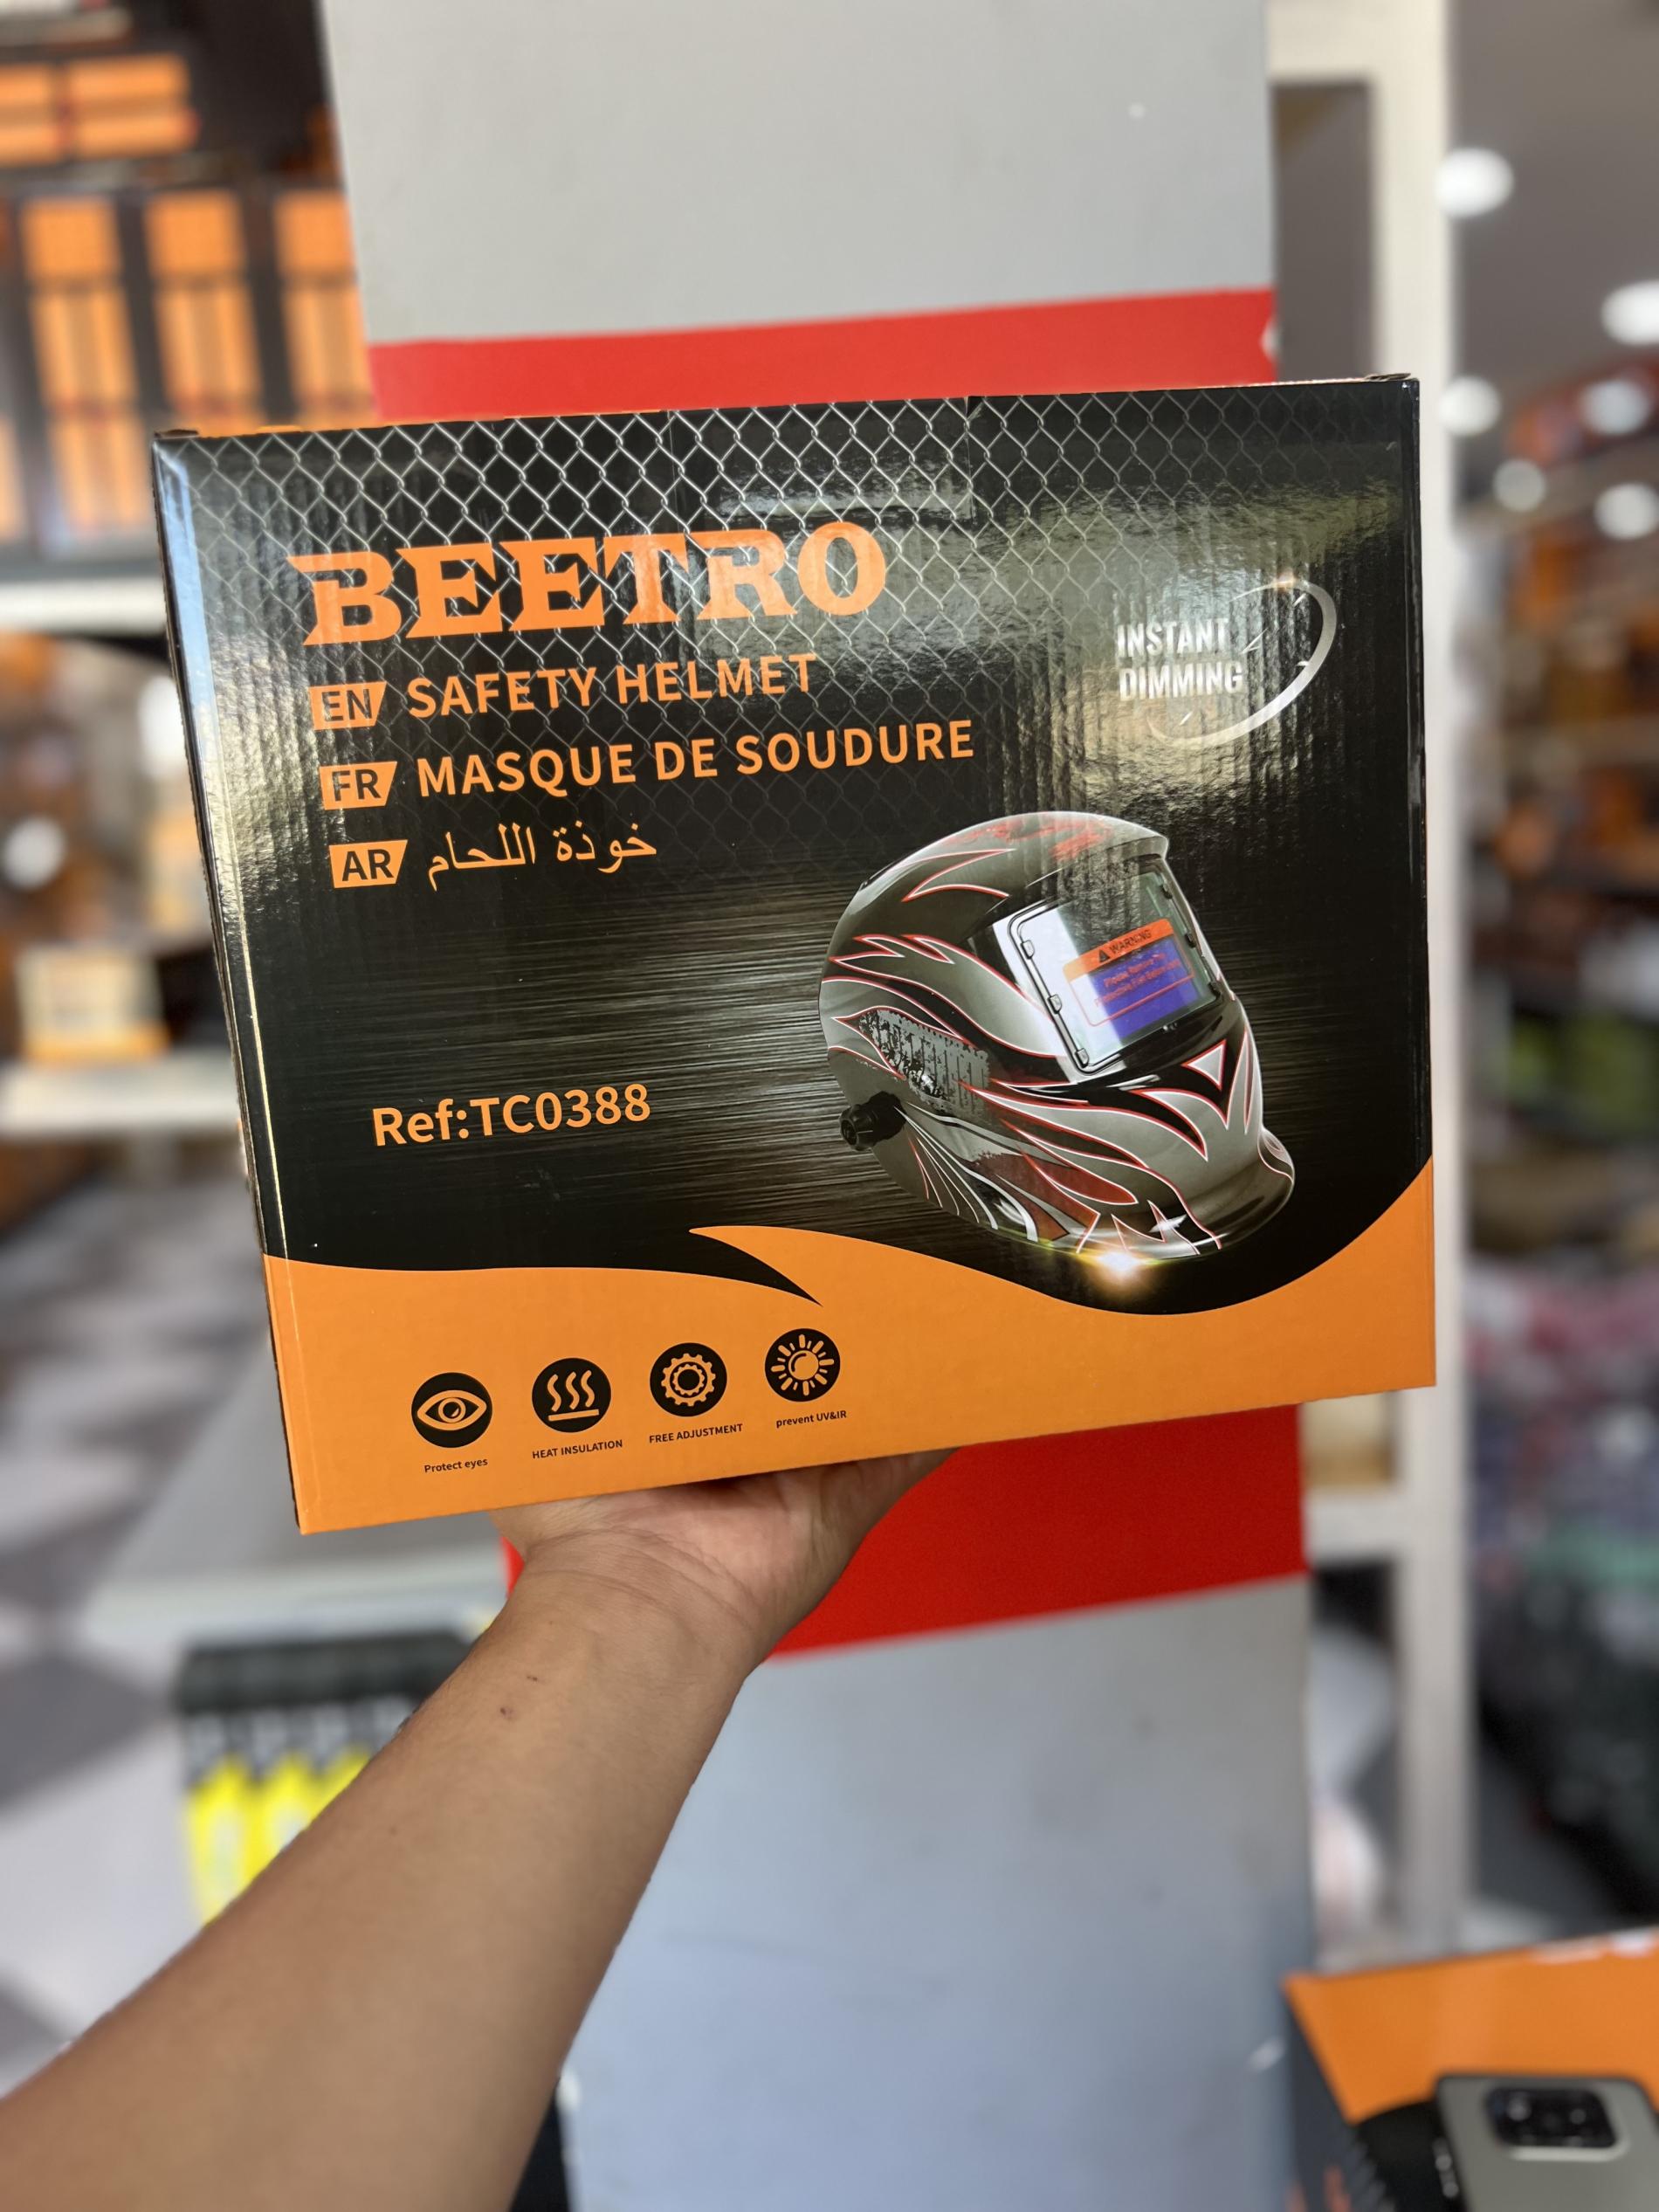 BEETRO
EN SAFETY HELMET
FR MASQUE DE SOUDURE
AR خوذة اللحام
INSTANT
DIMMING
WARNING
Ref:TC0388
Protect eyes
HEAT INSULATION
FREE ADJUSTMENT
prevent UV&IR